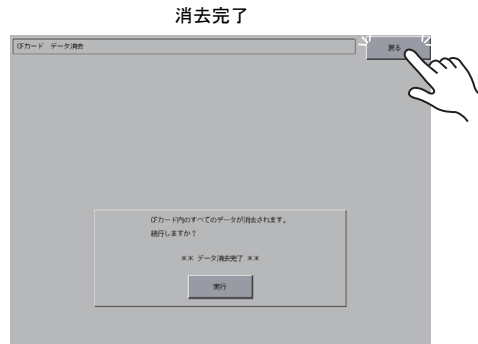 消去完了
CFカード データ消去
戻る
CFカード内のすべてのデータが消去されます。
続行しますか？
＊＊ データ消去完了 ＊＊
実行